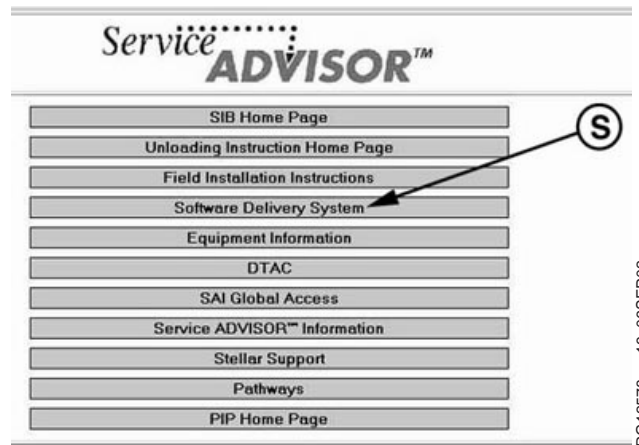 Service
ADVISOR™
SIB Home Page
S
Unloading Instruction Home Page
Field Installation Instructions
Software Delivery System
Equipment Information
DTAC
SAI Global Access
Service ADVISOR™ Information
Stellar Support
Pathways
PIP Home Page